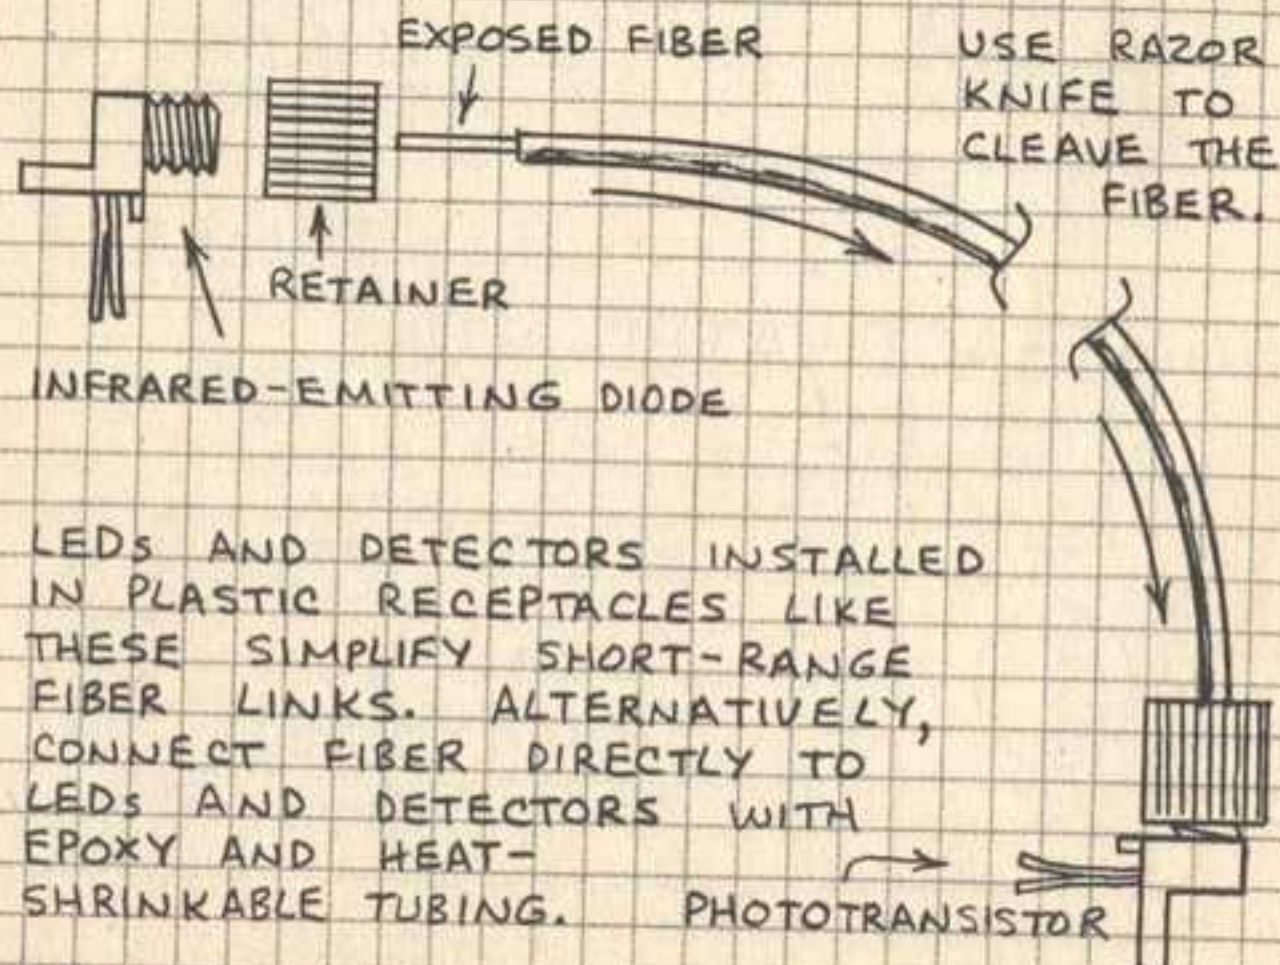 EXPOSED FIBER
USE RAZOR
KNIFE TO
CLEAVE THE
FIBER.
RETAINER
INFRARED-EMITTING DIODE
LEDs AND DETECTORS INSTALLED
IN PLASTIC RECEPTACLES LIKE
THESE SIMPLIFY SHORT-RANGE
FIBER LINKS. ALTERNATIVELY,
CONNECT FIBER DIRECTLY TO
LEDs AND DETECTORS WITH
EPOXY AND HEAT-
SHRINKABLE TUBING.
PHOTOTRANSISTOR